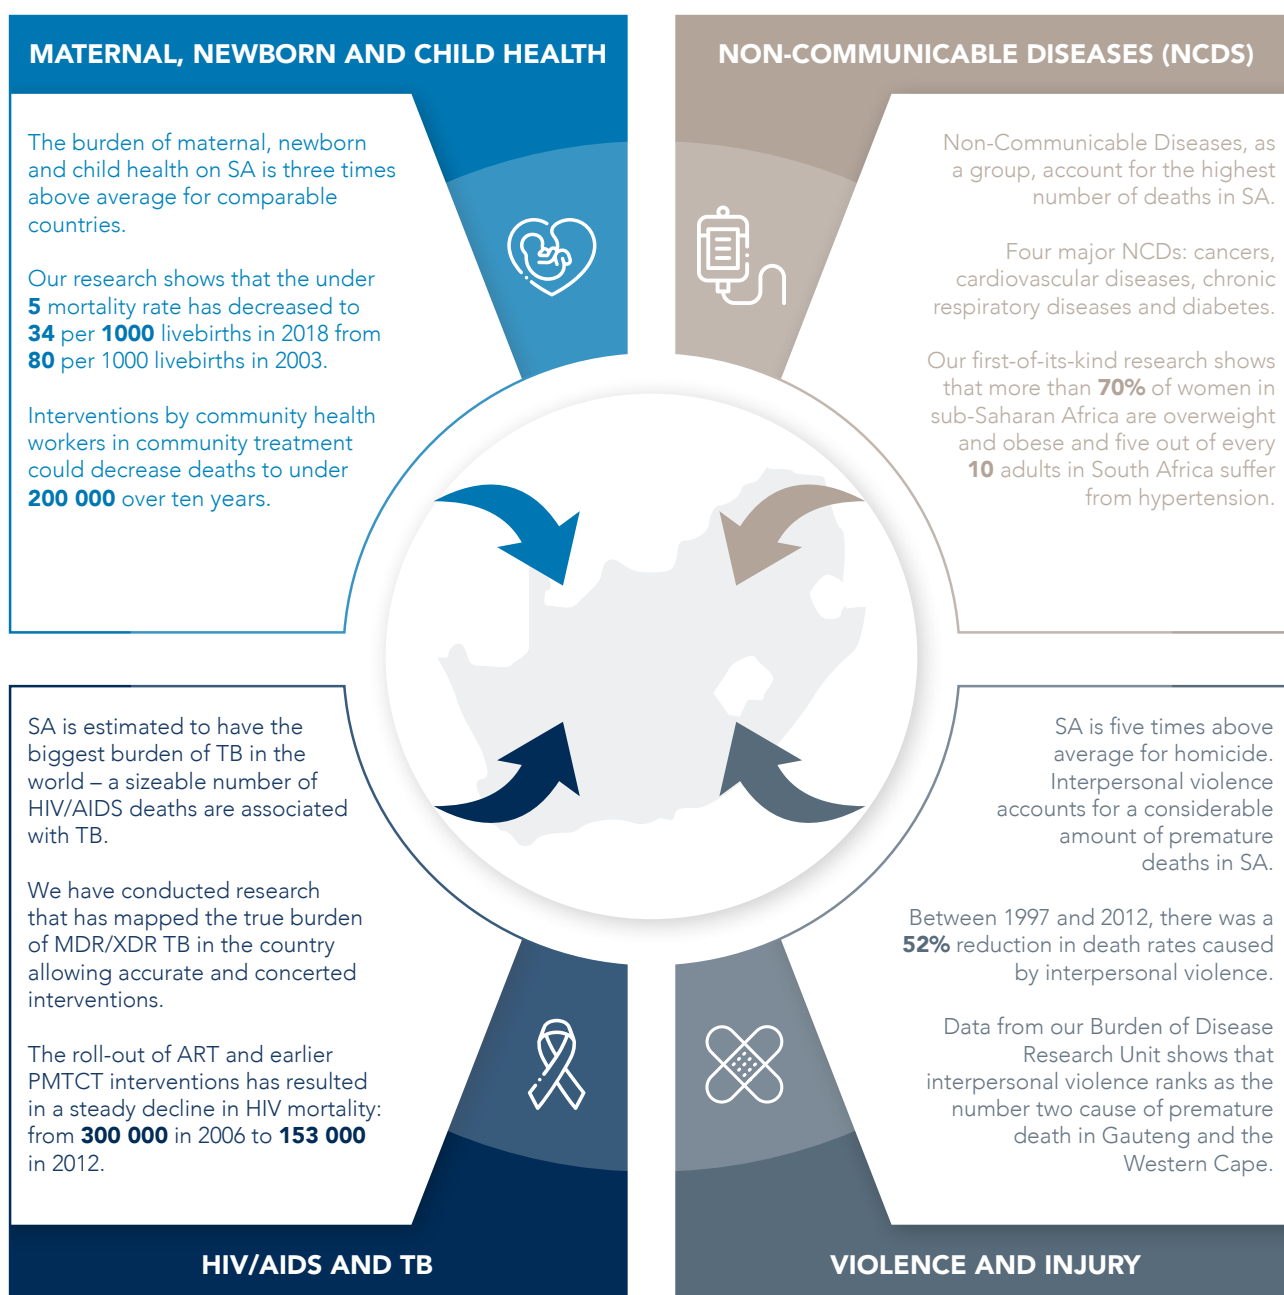 MATERNAL, NEWBORN AND CHILD HEALTH
The burden of maternal, newborn
and child health on SA is three times
above average for comparable
countries.
Our research shows that the under
5 mortality rate has decreased to
34 per 1000 livebirths in 2018 from
80 per 1000 livebirths in 2003.
Interventions by community health
workers in community treatment
could decrease deaths to under
200 000 over ten years.
NON-COMMUNICABLE DISEASES (NCDS)
Non-Communicable Diseases, as
a group, account for the highest
number of deaths in SA.
Four major NCDs: cancers,
cardiovascular diseases, chronic
respiratory diseases and diabetes.
Our first-of-its-kind research shows
that more than 70% of women in
sub-Saharan Africa are overweight
and obese and five out of every
10 adults in South Africa suffer
from hypertension.
SA is estimated to have the
biggest burden of TB in the
world – a sizeable number of
HIV/AIDS deaths are associated
with TB.
We have conducted research
that has mapped the true burden
of MDR/XDR TB in the country
allowing accurate and concerted
interventions.
The roll-out of ART and earlier
PMTCT interventions has resulted
in a steady decline in HIV mortality:
from 300 000 in 2006 to 153 000
in 2012.
HIV/AIDS AND TB
SA is five times above
average for homicide.
Interpersonal violence
accounts for a considerable
amount of premature
deaths in SA.
Between 1997 and 2012, there was a
52% reduction in death rates caused
by interpersonal violence.
Data from our Burden of Disease
Research Unit shows that
interpersonal violence ranks as the
number two cause of premature
death in Gauteng and the
Western Cape.
VIOLENCE AND INJURY